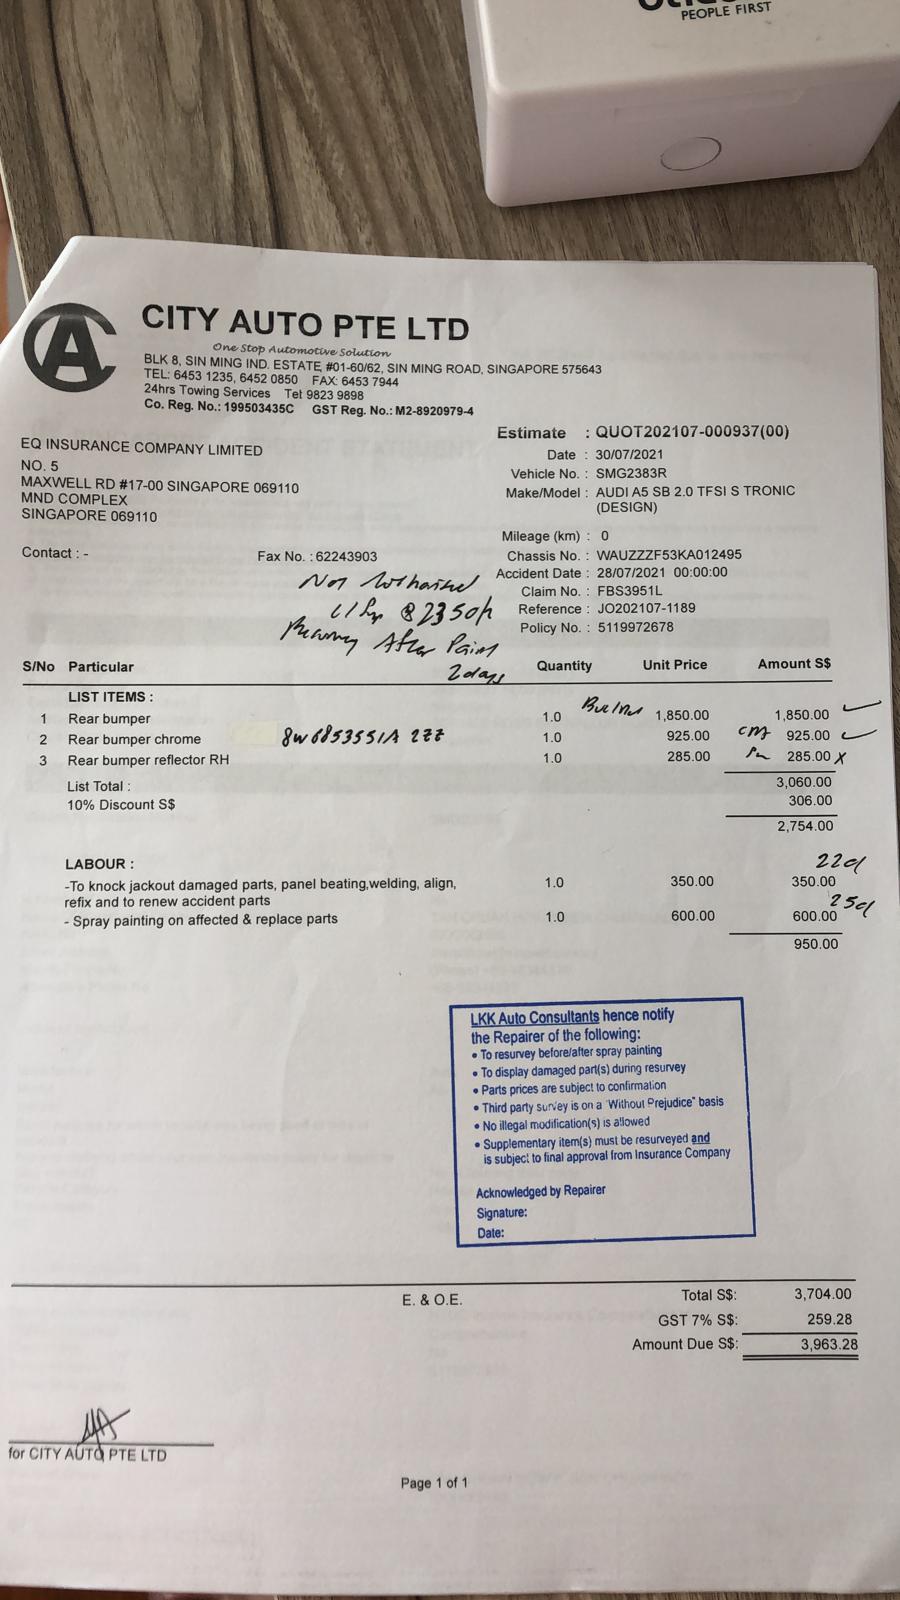 PEOPLE FIRST
CITY AUTO PTE LTD
One Stop Automotive Solution
BLK 8, SIN MING IND. ESTATE, #01-60/62, SIN MING ROAD, SINGAPORE 575643
TEL: 6453 1235, 6452 0850 FAX: 6453 7944
24hrs Towing Services Tel 9823 9898
Co. Reg. No.: 199503435C GST Reg. No.: M2-8920979-4
EQ INSURANCE COMPANY LIMITED
NO. 5
MAXWELL RD #17-00 SINGAPORE 069110
MND COMPLEX
SINGAPORE 069110
Contact : -
Fax No. : 62243903
Estimate : QUOT202107-000937(00)
Date : 30/07/2021
Vehicle No. : SMG2383R
Make/Model : AUDI A5 SB 2.0 TFSI S TRONIC
(DESIGN)
Mileage (km) : 0
Chassis No. : WAUZZZF53KA012495
Accident Date : 28/07/2021 00:00:00
Claim No. : FBS3951L
Reference : JO202107-1189
Policy No. : 5119972678
Not
After Paint
2 days
S/No Particular Quantity Unit Price Amount S$
LIST ITEMS :
1 Rear bumper 1.0 1,850.00 1,850.00
2 Rear bumper chrome 8W6853551A 2ZZ 1.0 925.00 925.00
3 Rear bumper reflector RH 1.0 285.00 285.00 X
List Total : 3,060.00
10% Discount S$ 306.00
2,754.00
LABOUR :
-To knock jackout damaged parts, panel beating,welding, align, 1.0 350.00 350.00
refix and to renew accident parts
- Spray painting on affected & replace parts 1.0 600.00 600.00
950.00
LKK Auto Consultants hence notify
the Repairer of the following:
• To resurvey before/after spray painting
• To display damaged part(s) during resurvey
• Parts prices are subject to confirmation
• Third party survey is on a "Without Prejudice" basis
• No illegal modification(s) is allowed
• Supplementary item(s) must be resurveyed and
is subject to final approval from Insurance Company
Acknowledged by Repairer
Signature:
Date:
E. & O.E.
Total S$: 3,704.00
GST 7% S$: 259.28
Amount Due S$: 3,963.28
for CITY AUTO PTE LTD
Page 1 of 1